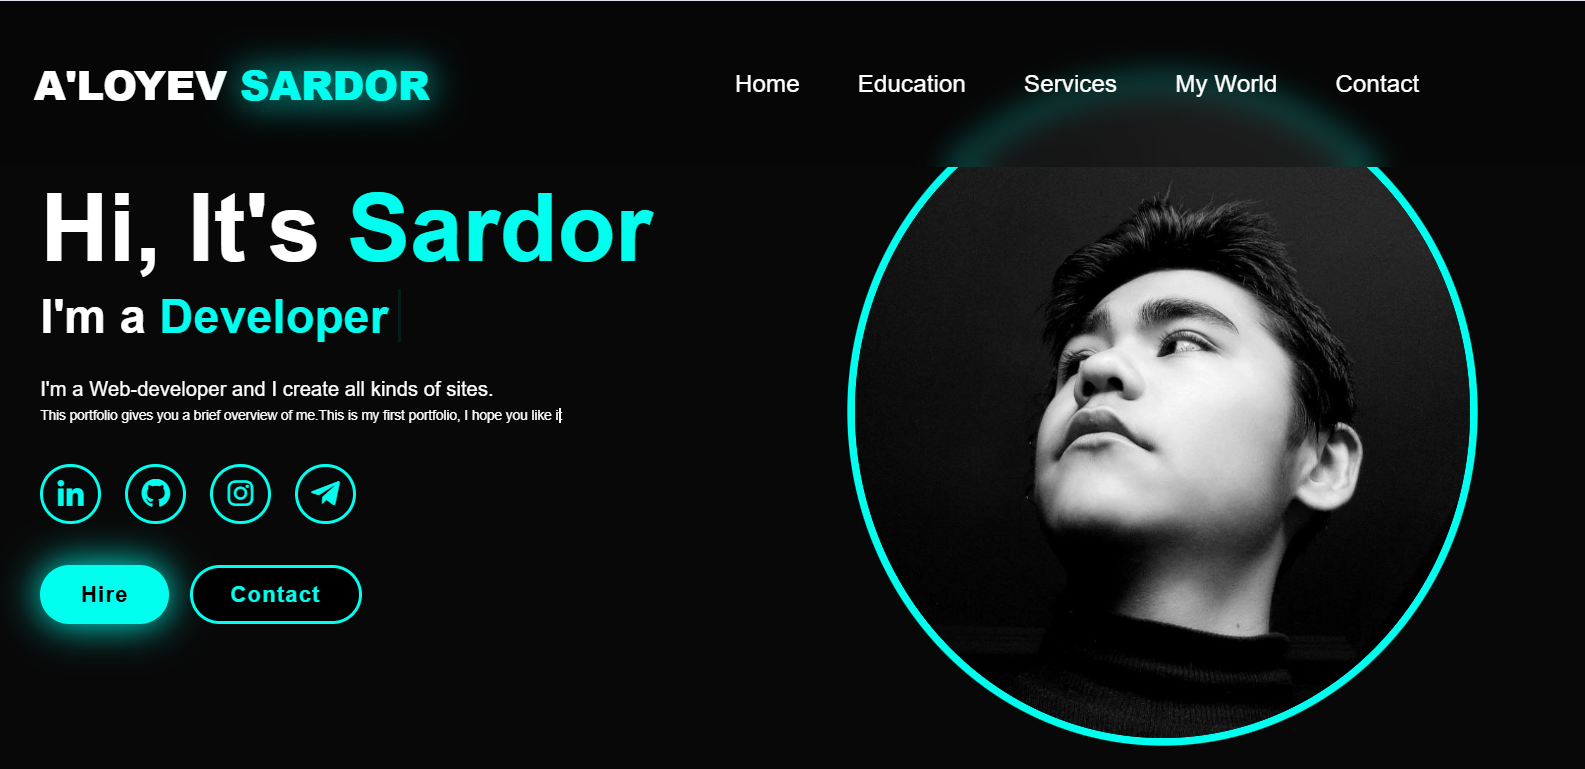 A'LOYEV SARDOR
Home Education Services My World Contact
Hi, It's Sardor
I'm a Developer
I'm a Web-developer and I create all kinds of sites.
This portfolio gives you a brief overview of me.This is my first portfolio, I hope you like it
in
Hire Contact